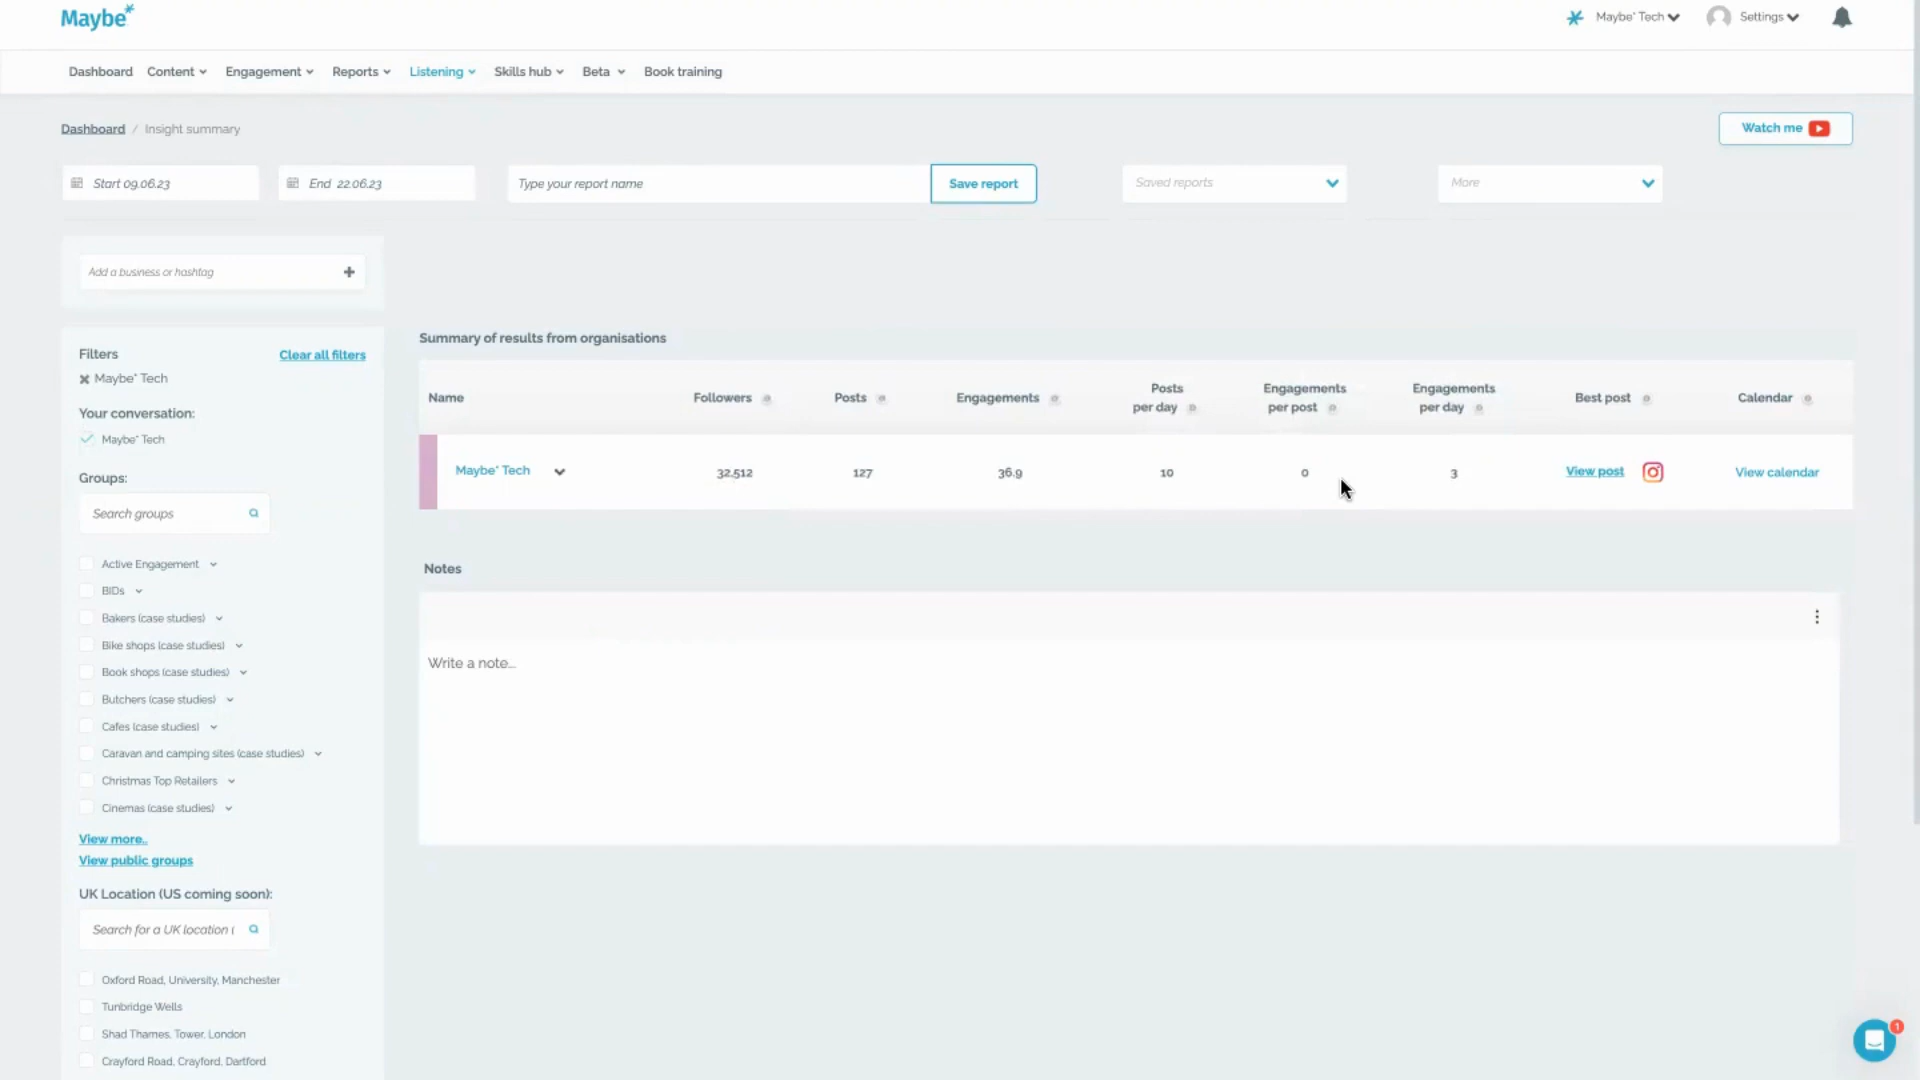 Maybe*
Maybe* Tech
Settings
Dashboard
Content
Engagement
Reports
Listening
Skills hub
Beta
Book training
Dashboard / Insight summary
Watch me
Start 09.06.23
End 22.06.23
Type your report name
Save report
Saved reports
More
Add a business or hashtag
Filters
Clear all filters
Maybe* Tech
Your conversation:
Maybe* Tech
Groups:
Search groups
Active Engagement
BIDs
Bakers (case studies)
Bike shops (case studies)
Book shops (case studies)
Butchers (case studies)
Cafes (case studies)
Caravan and camping sites (case studies)
Christmas Top Retailers
Cinemas (case studies)
View more..
View public groups
UK Location (US coming soon):
Search for a UK location (
Oxford Road, University, Manchester
Tunbridge Wells
Shad Thames, Tower, London
Crayford Road, Crayford, Dartford
Summary of results from organisations
Name
Followers
Posts
Engagements
Posts
per day
Engagements
per post
Engagements
per day
Best post
Calendar
Maybe* Tech
32,512
127
36.9
10
0
3
View post
View calendar
Notes
Write a note...
1